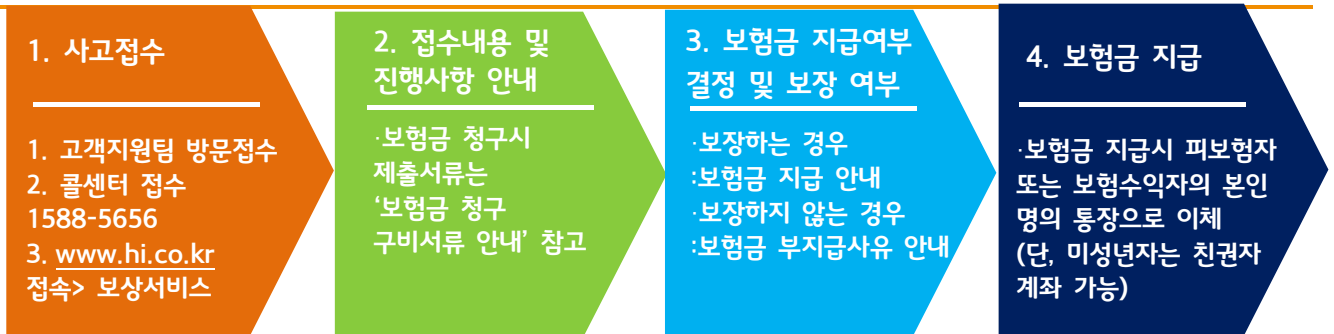 1. 사고접수
1. 고객지원팀 방문접수
2. 콜센터 접수
1588-5656
3. www.hi.co.kr
접속> 보상서비스
2. 접수내용 및
진행사항 안내
·보험금 청구시
제출서류는
‘보험금 청구
구비서류 안내’ 참고
3. 보험금 지급여부
결정 및 보장 여부
·보장하는 경우
:보험금 지급 안내
·보장하지 않는 경우
:보험금 부지급사유 안내
4. 보험금 지급
·보험금 지급시 피보험자
또는 보험수익자의 본인
명의 통장으로 이체
(단, 미성년자는 친권자
계좌 가능)